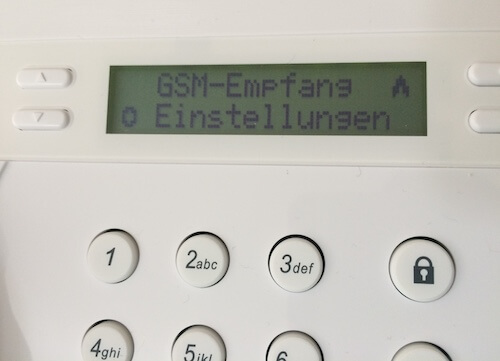 GSM-Empfang
Einstellungen
1
2abc
3def
4ghi
5jkl
6